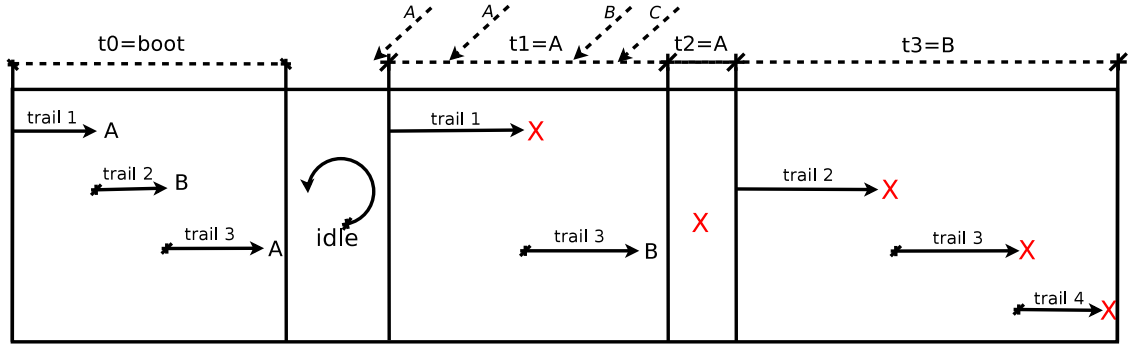 A A B C
t0=boot t1=A t2=A t3=B
trail 1 A trail 1 X
trail 2 B trail 2 X
X
trail 3 A idle trail 3 B trail 3 X
trail 4 X